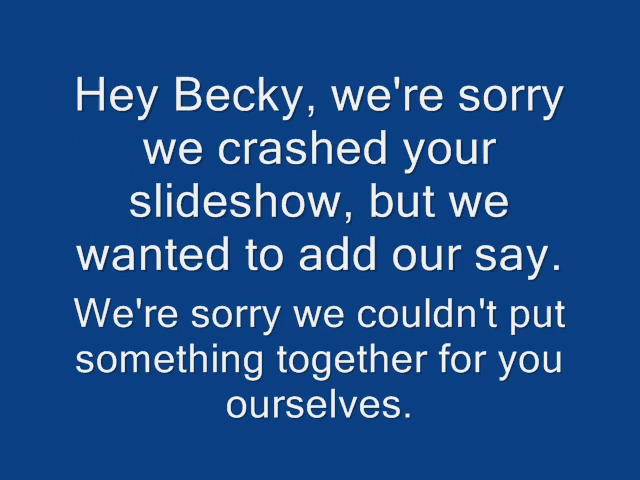 Hey Becky, we're sorry
we crashed your
slideshow, but we
wanted to add our say.
We're sorry we couldn't put
something together for you
ourselves.